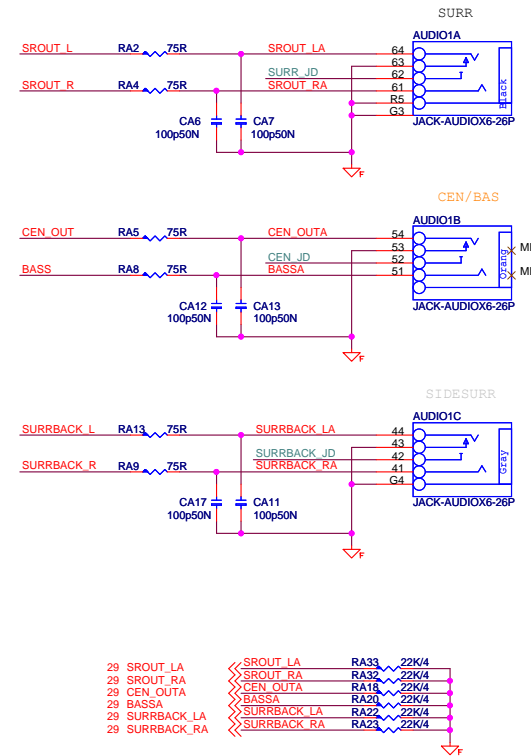 SURR
AUDIO1A
SROUT_L RA2 75R SROUT_LA 64
63
SURR_JD 62
SROUT_R RA4 75R SROUT_RA 61
R5
G3
Black
CA6 CA7
100p50N 100p50N
JACK-AUDIOX6-26P
F
CEN/BAS
AUDIO1B
CEN_OUT RA5 75R CEN_OUTA 54
53
CEN_JD 52
BASS RA8 75R BASSA 51
Orang
CA12 CA13
100p50N 100p50N
JACK-AUDIOX6-26P
F
SIDESURR
AUDIO1C
SURRBACK_L RA13 75R SURRBACK_LA 44
43
SURRBACK_JD 42
SURRBACK_R RA9 75R SURRBACK_RA 41
G4
Gray
CA17 CA11
100p50N 100p50N
JACK-AUDIOX6-26P
F
29 SROUT_LA SROUT_LA RA33 22K/4
29 SROUT_RA SROUT_RA RA32 22K/4
29 CEN_OUTA CEN_OUTA RA18 22K/4
29 BASSA BASSA RA20 22K/4
29 SURRBACK_LA SURRBACK_LA RA22 22K/4
29 SURRBACK_RA SURRBACK_RA RA23 22K/4
F